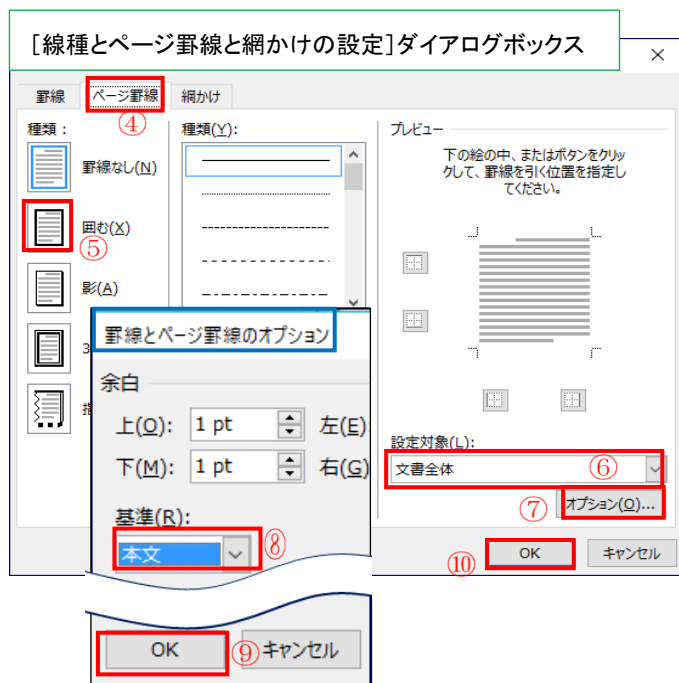 [線種とページ罫線と網かけの設定]ダイアログボックス
×
罫線 ページ罫線 網かけ
④
種類：
罫線なし(N)
囲む(X)
⑤
影(A)
3
種類(Y):
プレビュー
下の絵の中、またはボタンをクリッ
クして、罫線を引く位置を指定し
てください。
設定対象(L):
文書全体 ⑥
⑦ オプション(O)...
⑩ OK キャンセル
罫線とページ罫線のオプション
余白
上(O): 1 pt 左(E)
下(M): 1 pt 右(G)
基準(R):
本文 ⑧
OK ⑨ キャンセル